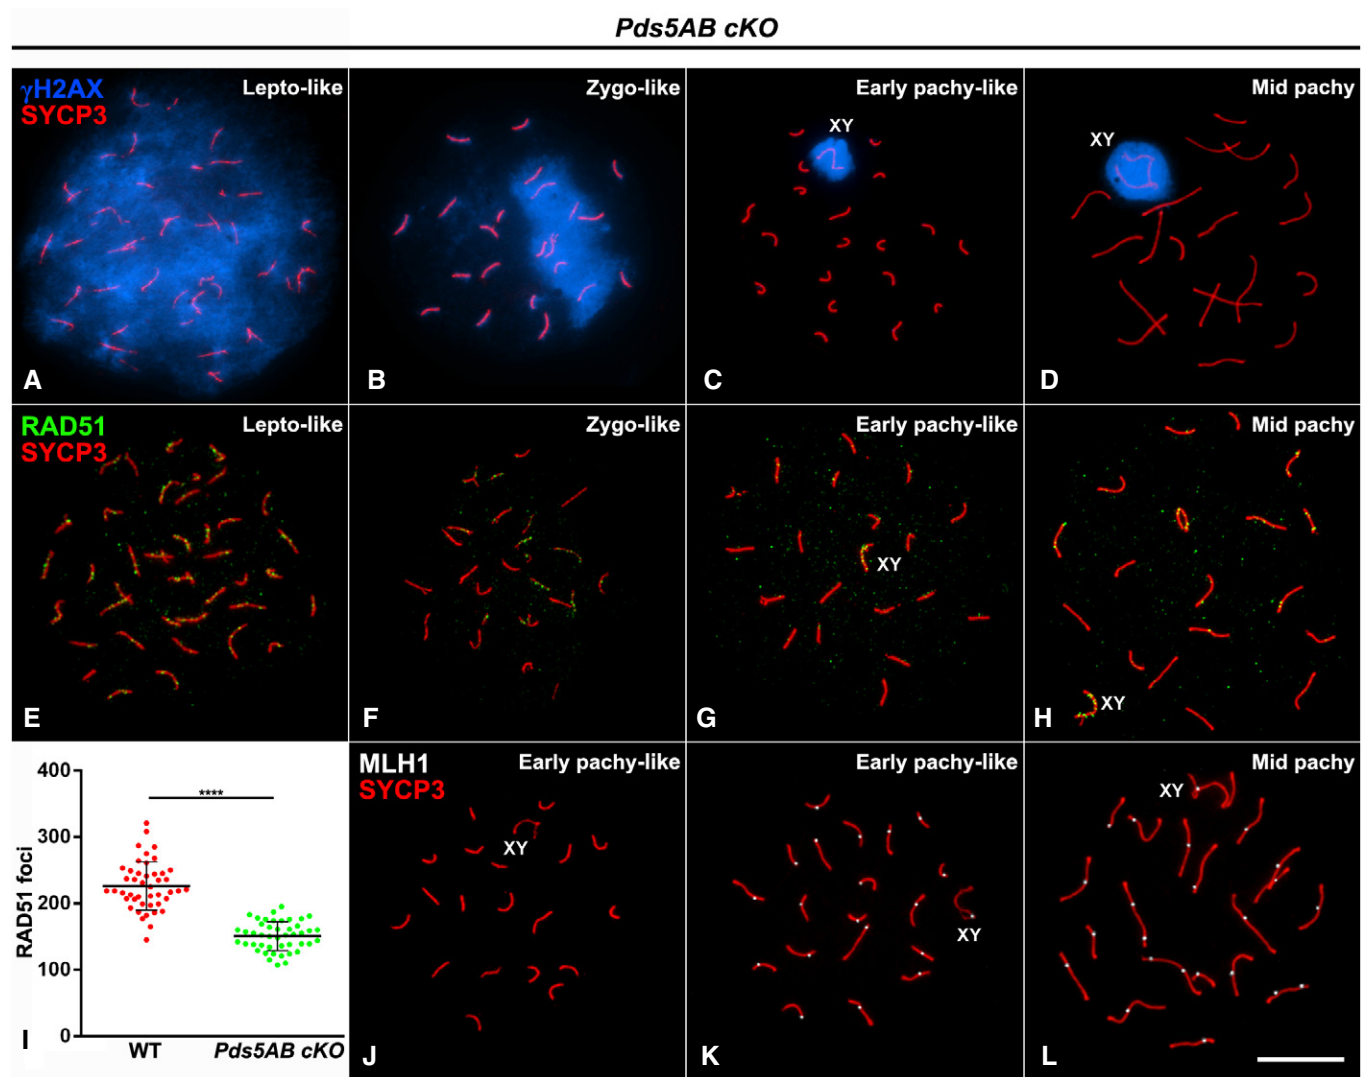 Pds5AB cKO
γH2AX
SYCP3
Lepto-like
A
Zygo-like
B
Early pachy-like
XY
C
Mid pachy
XY
D
RAD51
SYCP3
Lepto-like
E
Zygo-like
F
Early pachy-like
XY
G
Mid pachy
XY
H
400
300
200
100
0
RAD51 foci
****
WT
Pds5AB cKO
I
MLH1
SYCP3
Early pachy-like
XY
J
Early pachy-like
XY
K
Mid pachy
XY
L